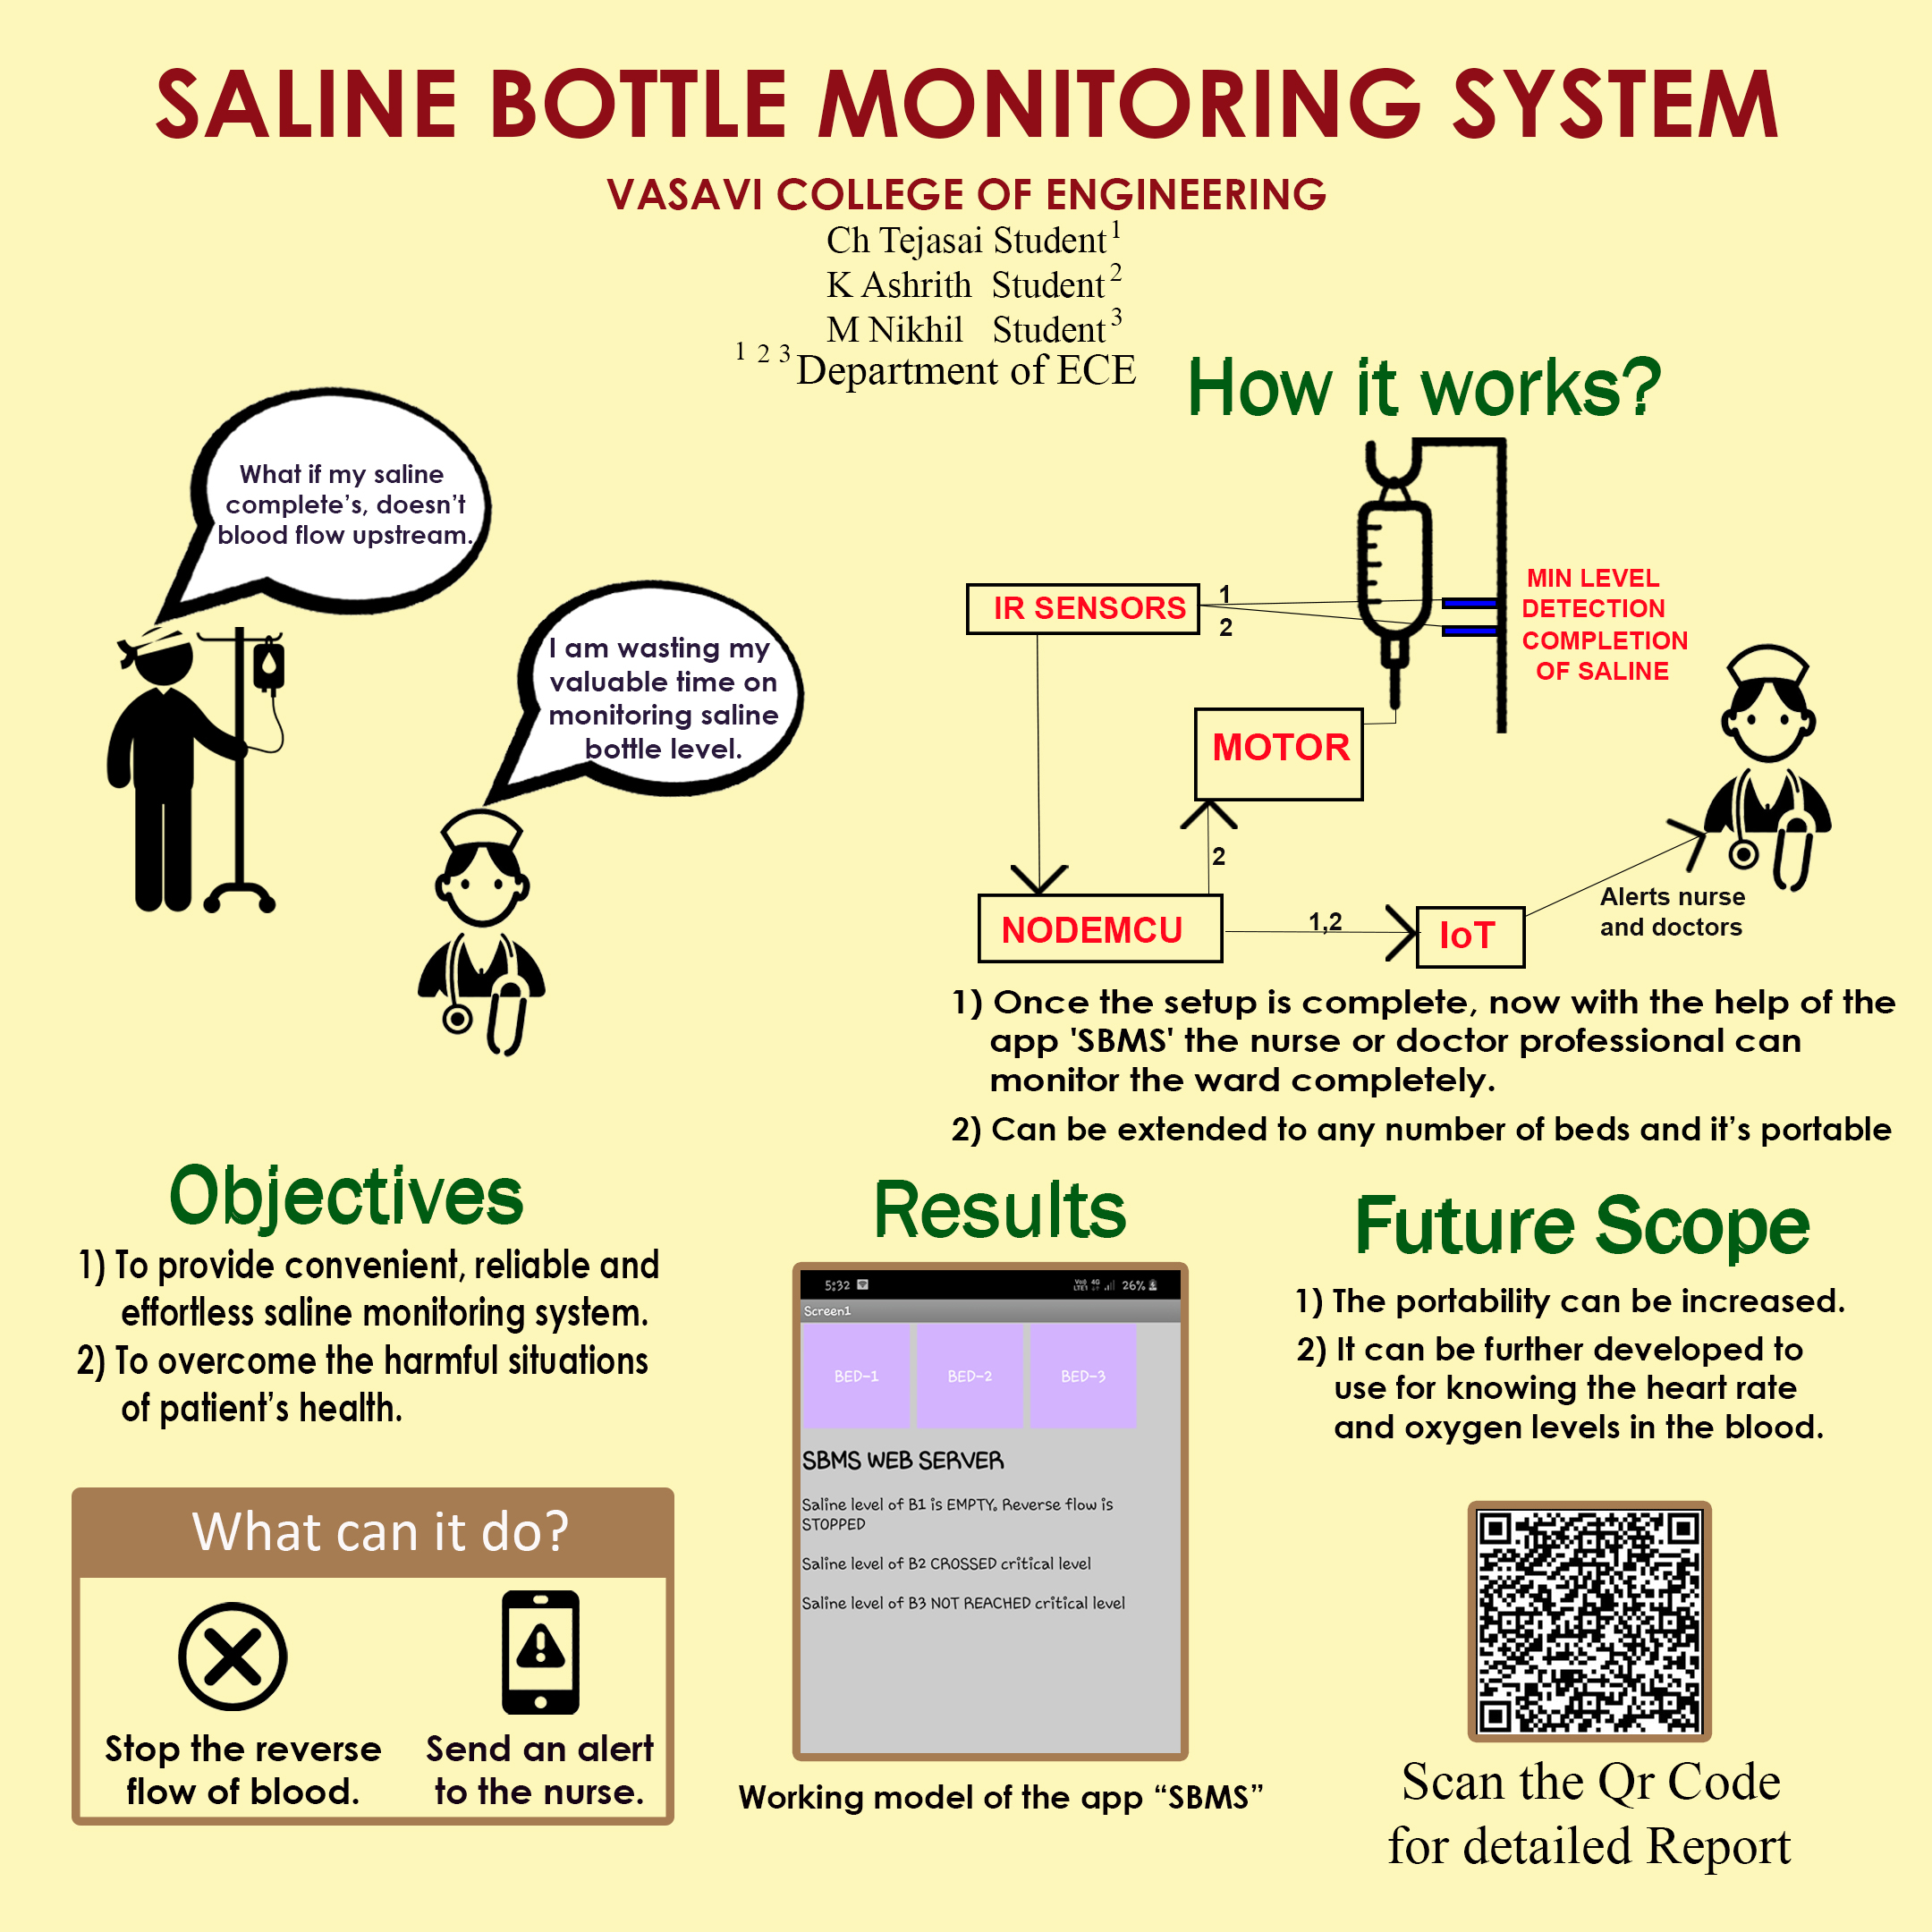 SALINE BOTTLE MONITORING SYSTEM
VASAVI COLLEGE OF ENGINEERING
Ch Tejasai Student1
K Ashrith Student2
M Nikhil Student3
1 2 3 Department of ECE
What if my saline
complete's, doesn't
blood flow upstream.
I am wasting my
valuable time on
monitoring saline
bottle level.
How it works?
IR SENSORS
1
2
MIN LEVEL
DETECTION
COMPLETION
OF SALINE
MOTOR
2
NODEMCU
1,2
IoT
Alerts nurse
and doctors
1) Once the setup is complete, now with the help of the
app 'SBMS' the nurse or doctor professional can
monitor the ward completely.
2) Can be extended to any number of beds and it's portable
Objectives
1) To provide convenient, reliable and
effortless saline monitoring system.
2) To overcome the harmful situations
of patient's health.
What can it do?
Stop the reverse
flow of blood.
Send an alert
to the nurse.
Results
5:32
Vo) 4G
LTE1
26%
Screen1
BED-1 BED-2 BED-3
SBMS WEB SERVER
Saline level of B1 is EMPTY. Reverse flow is
STOPPED
Saline level of B2 CROSSED critical level
Saline level of B3 NOT REACHED critical level
Working model of the app “SBMS”
Future Scope
1) The portability can be increased.
2) It can be further developed to
use for knowing the heart rate
and oxygen levels in the blood.
Scan the Qr Code
for detailed Report